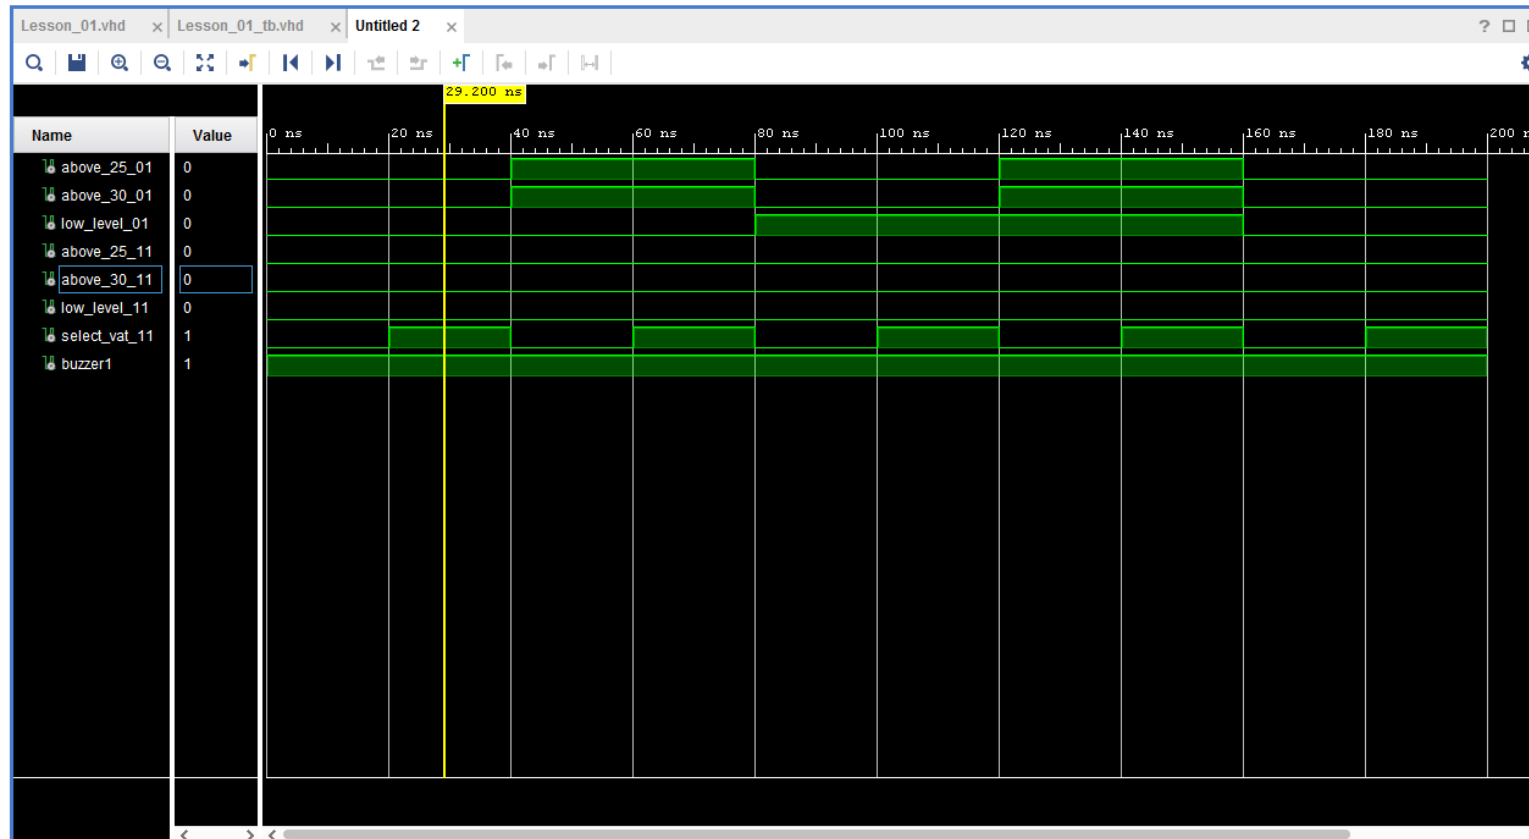 Lesson_01.vhd × Lesson_01_tb.vhd × Untitled 2 × ?
29.200 ns
Name Value 0 ns 20 ns 40 ns 60 ns 80 ns 100 ns 120 ns 140 ns 160 ns 180 ns 200 n
above_25_01 0
above_30_01 0
low_level_01 0
above_25_11 0
above_30_11 0
low_level_11 0
select_vat_11 1
buzzer1 1